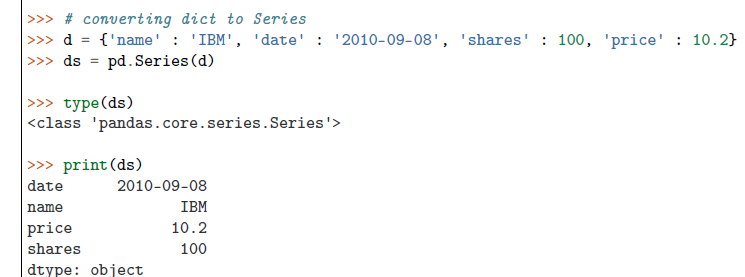 >>> # converting dict to Series
>>> d = {'name' : 'IBM', 'date' : '2010-09-08', 'shares' : 100, 'price' : 10.2}
>>> ds = pd.Series(d)
>>> type(ds)
<class 'pandas.core.series.Series'>
>>> print(ds)
date      2010-09-08
name             IBM
price           10.2
shares           100
dtype: object